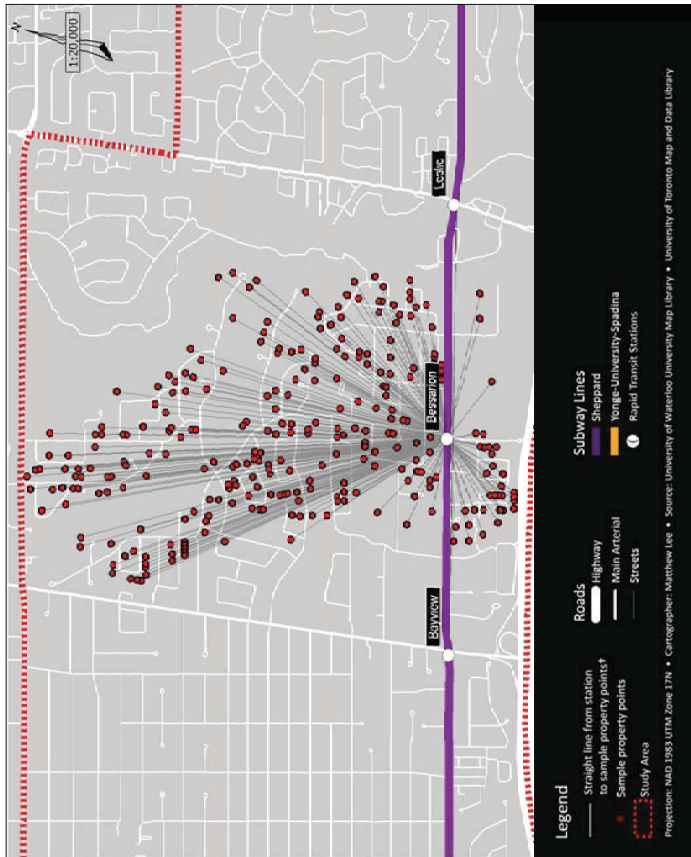 N
1:20,000
Leslie
Bessarion
Bayview
Legend
Straight line from station
to sample property points†
Sample property points
Study Area
Roads
Highway
Main Arterial
Streets
Subway Lines
Sheppard
Yonge-University-Spadina
Rapid Transit Stations
Projection: NAD 1983 UTM Zone 17N • Cartographer: Matthew Lee • Source: University of Waterloo University Map Library • University of Toronto Map and Data Library